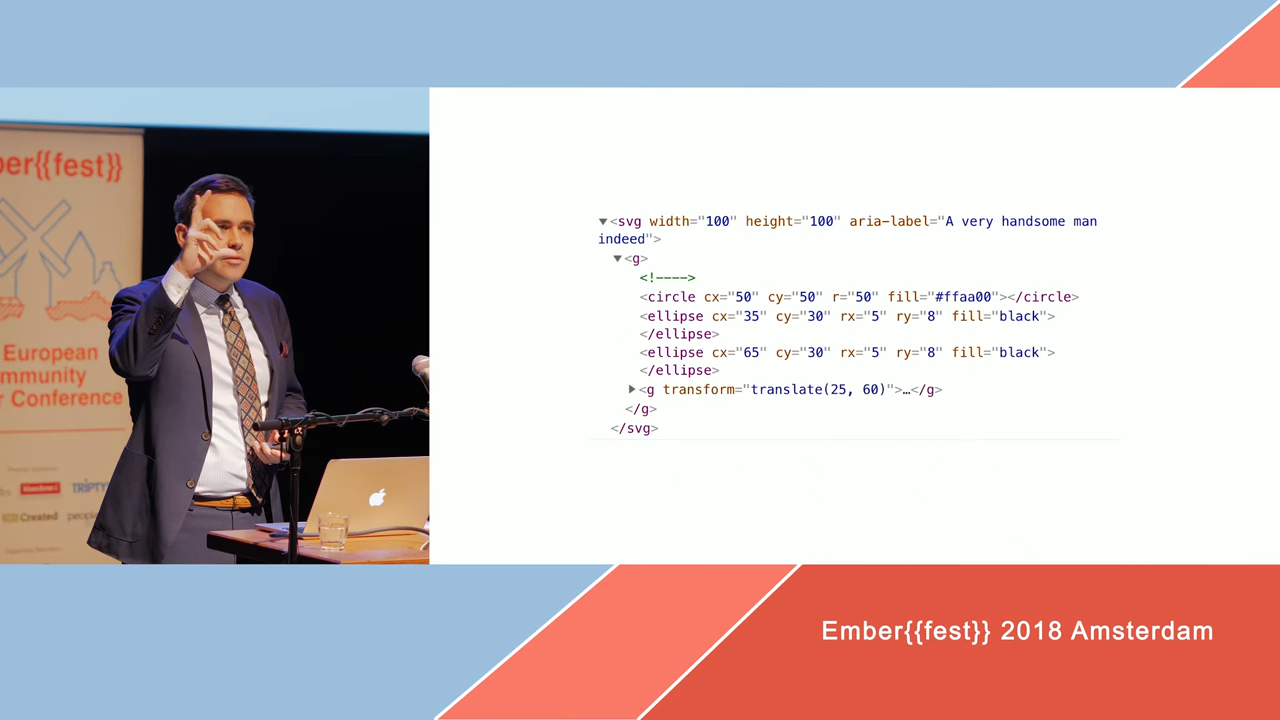 ber{{fest}}
European
mmunity
r Conference
Created
▼<svg width="100" height="100" aria-label="A very handsome man
indeed">
▼<g>
<!---->
<circle cx="50" cy="50" r="50" fill="#ffaa00"></circle>
<ellipse cx="35" cy="30" rx="5" ry="8" fill="black">
</ellipse>
<ellipse cx="65" cy="30" rx="5" ry="8" fill="black">
</ellipse>
▶<g transform="translate(25, 60)">…</g>
</g>
</svg>
Ember{{fest}} 2018 Amsterdam